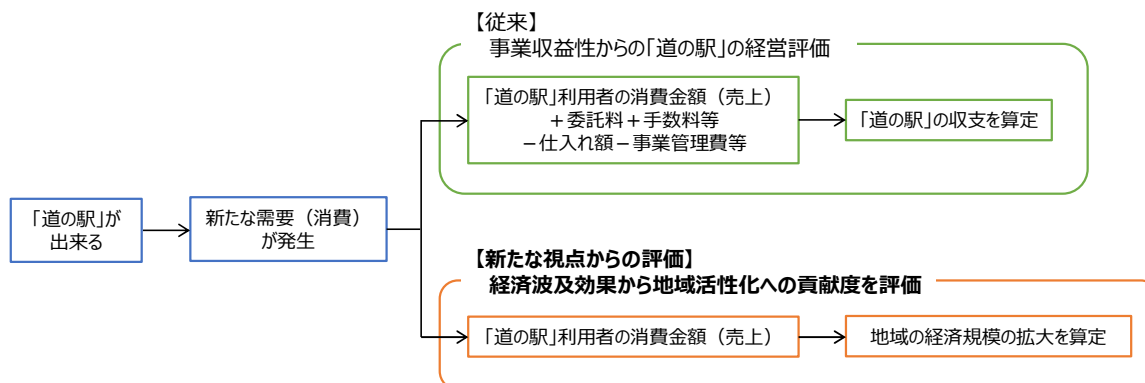 【従来】
事業収益性からの「道の駅」の経営評価
「道の駅」利用者の消費金額（売上）
＋委託料＋手数料等
－仕入れ額－事業管理費等
「道の駅」の収支を算定
「道の駅」が
出来る
新たな需要（消費）
が発生
【新たな視点からの評価】
経済波及効果から地域活性化への貢献度を評価
「道の駅」利用者の消費金額（売上）
地域の経済規模の拡大を算定